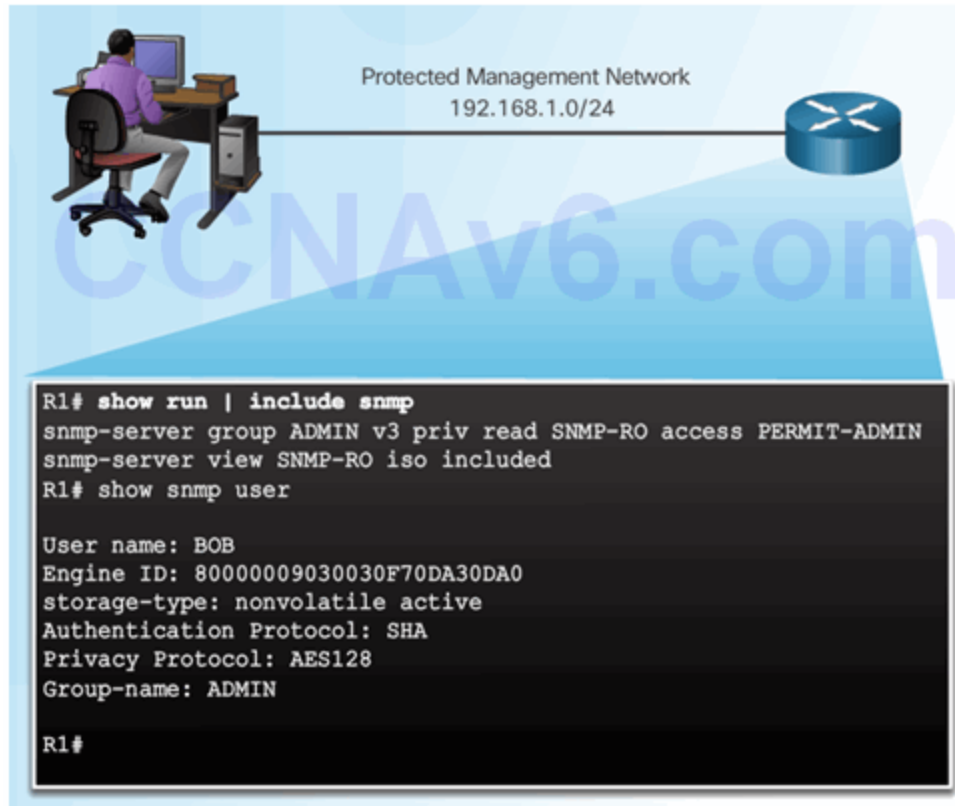 Protected Management Network
192.168.1.0/24
CCNAv6.com
R1# show run | include snmp
snmp-server group ADMIN v3 priv read SNMP-RO access PERMIT-ADMIN
snmp-server view SNMP-RO iso included
R1# show snmp user
User name: BOB
Engine ID: 80000009030030F70DA30DA0
storage-type: nonvolatile active
Authentication Protocol: SHA
Privacy Protocol: AES128
Group-name: ADMIN
R1#